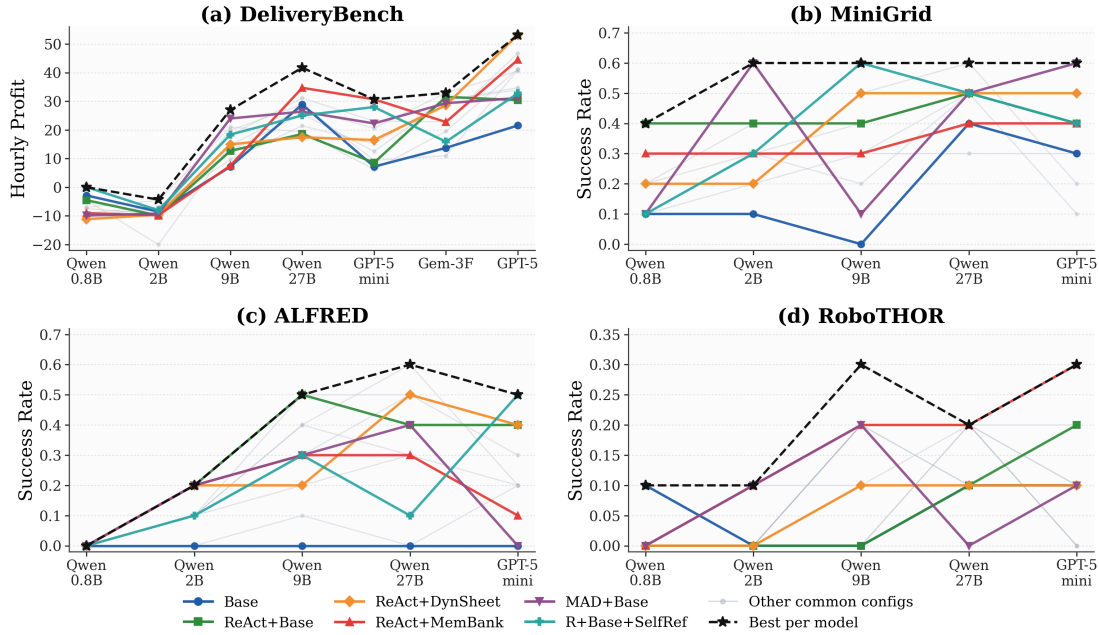 (a) DeliveryBench
Hourly Profit
50
40
30
20
10
0
−10
−20
Qwen 0.8B
Qwen 2B
Qwen 9B
Qwen 27B
GPT-5 mini
Gem-3F
GPT-5
(b) MiniGrid
Success Rate
0.7
0.6
0.5
0.4
0.3
0.2
0.1
0.0
Qwen 0.8B
Qwen 2B
Qwen 9B
Qwen 27B
GPT-5 mini
(c) ALFRED
Success Rate
0.7
0.6
0.5
0.4
0.3
0.2
0.1
0.0
Qwen 0.8B
Qwen 2B
Qwen 9B
Qwen 27B
GPT-5 mini
(d) RoboTHOR
Success Rate
0.35
0.30
0.25
0.20
0.15
0.10
0.05
0.00
Qwen 0.8B
Qwen 2B
Qwen 9B
Qwen 27B
GPT-5 mini
Base
ReAct+Base
ReAct+DynSheet
ReAct+MemBank
MAD+Base
R+Base+SelfRef
Other common configs
Best per model